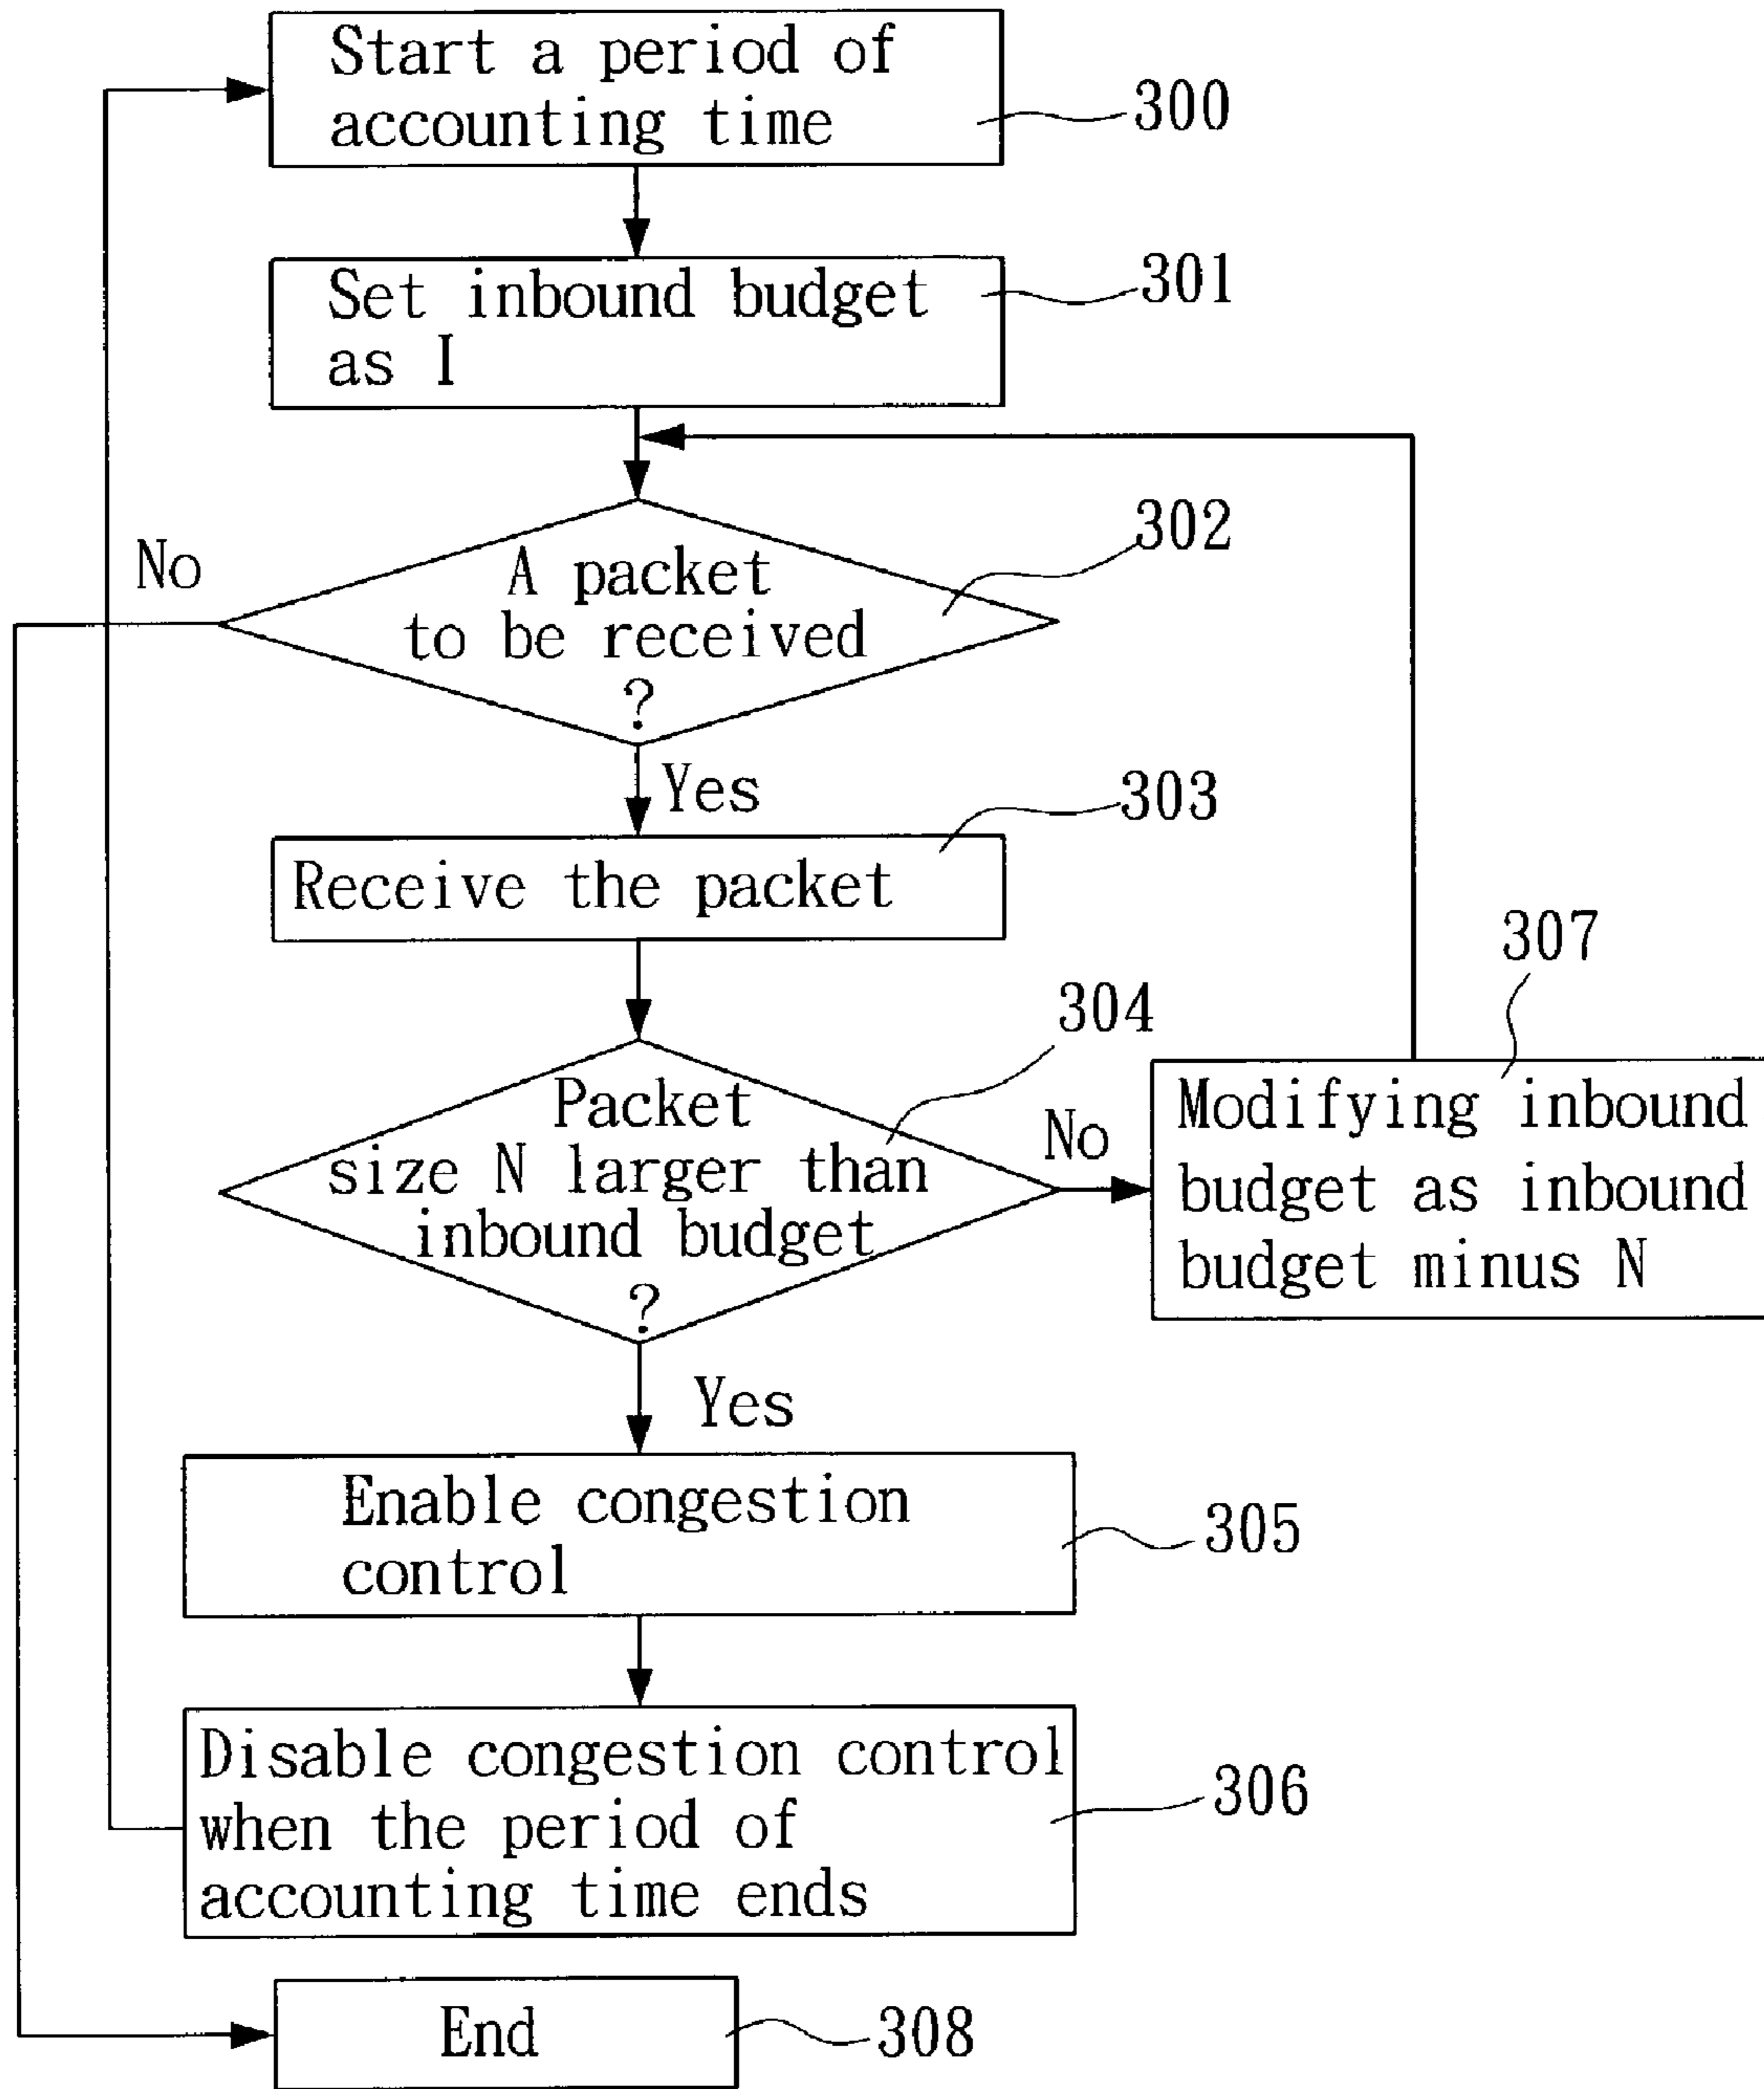 Start a period of
accounting time
300
Set inbound budget
as I
301
302
No
A packet
to be received
?
Yes
303
Receive the packet
307
304
Packet
size N larger than
inbound budget
?
No
Modifying inbound
budget as inbound
budget minus N
Yes
Enable congestion
control
305
Disable congestion control
when the period of
accounting time ends
306
End
308